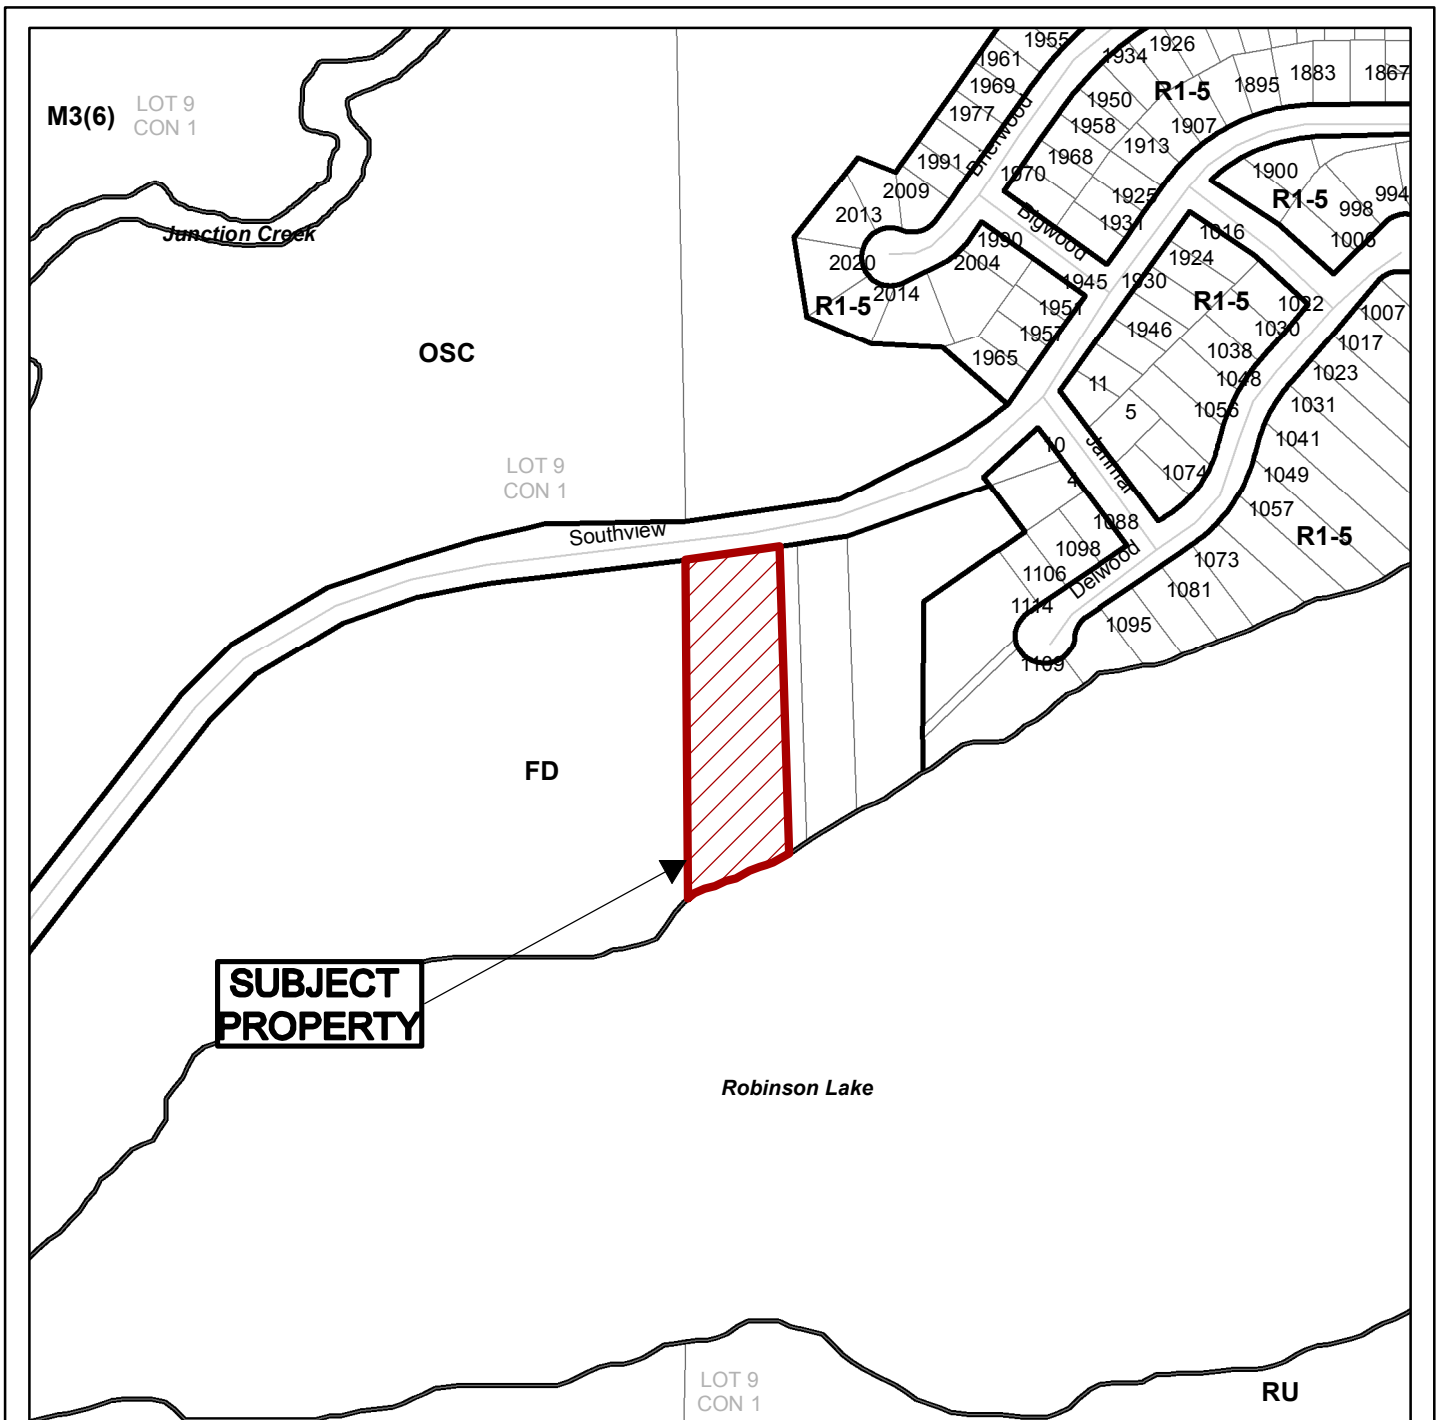 1955
1926
1961
1934
1883
1867
1969
R1-5
1895
M3(6)
LOT 9
CON 1
1950
1977
1958
1907
Brierwood
1913
1991
1968
1970
1900
2009
1925
R1-5
994
998
2013
Bigwood
1931
1016
Junction Creek
1990
1006
1924
2020
2004
1945
1930
2014
R1-5
R1-5
1022
1951
1007
1957
1946
1030
1017
OSC
1965
1038
1023
11
1048
1031
5
1056
1041
10
Janmar
LOT 9
CON 1
4
1074
1049
1057
1088
Southview
R1-5
1098
Delwood
1106
1073
1081
1114
1095
1109
FD
SUBJECT
PROPERTY
Robinson Lake
LOT 9
CON 1
RU